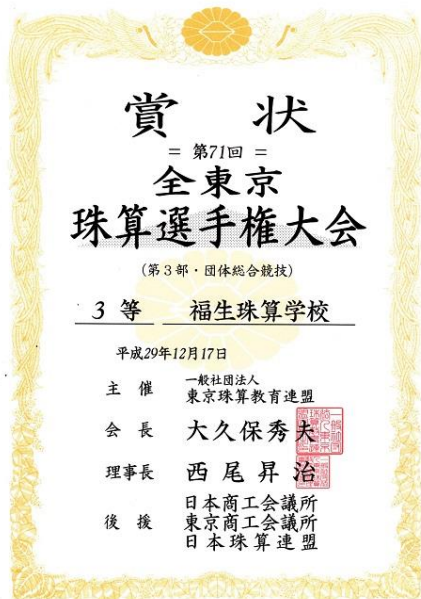 賞状
= 第71回 =
全東京
珠算選手権大会
(第3部・団体総合競技)
3等 福生珠算学校
平成29年12月17日
主催 一般社団法人
東京珠算教育連盟
会長 大久保秀夫
理事長 西尾昇治
日本商工会議所
後援 東京商工会議所
日本珠算連盟